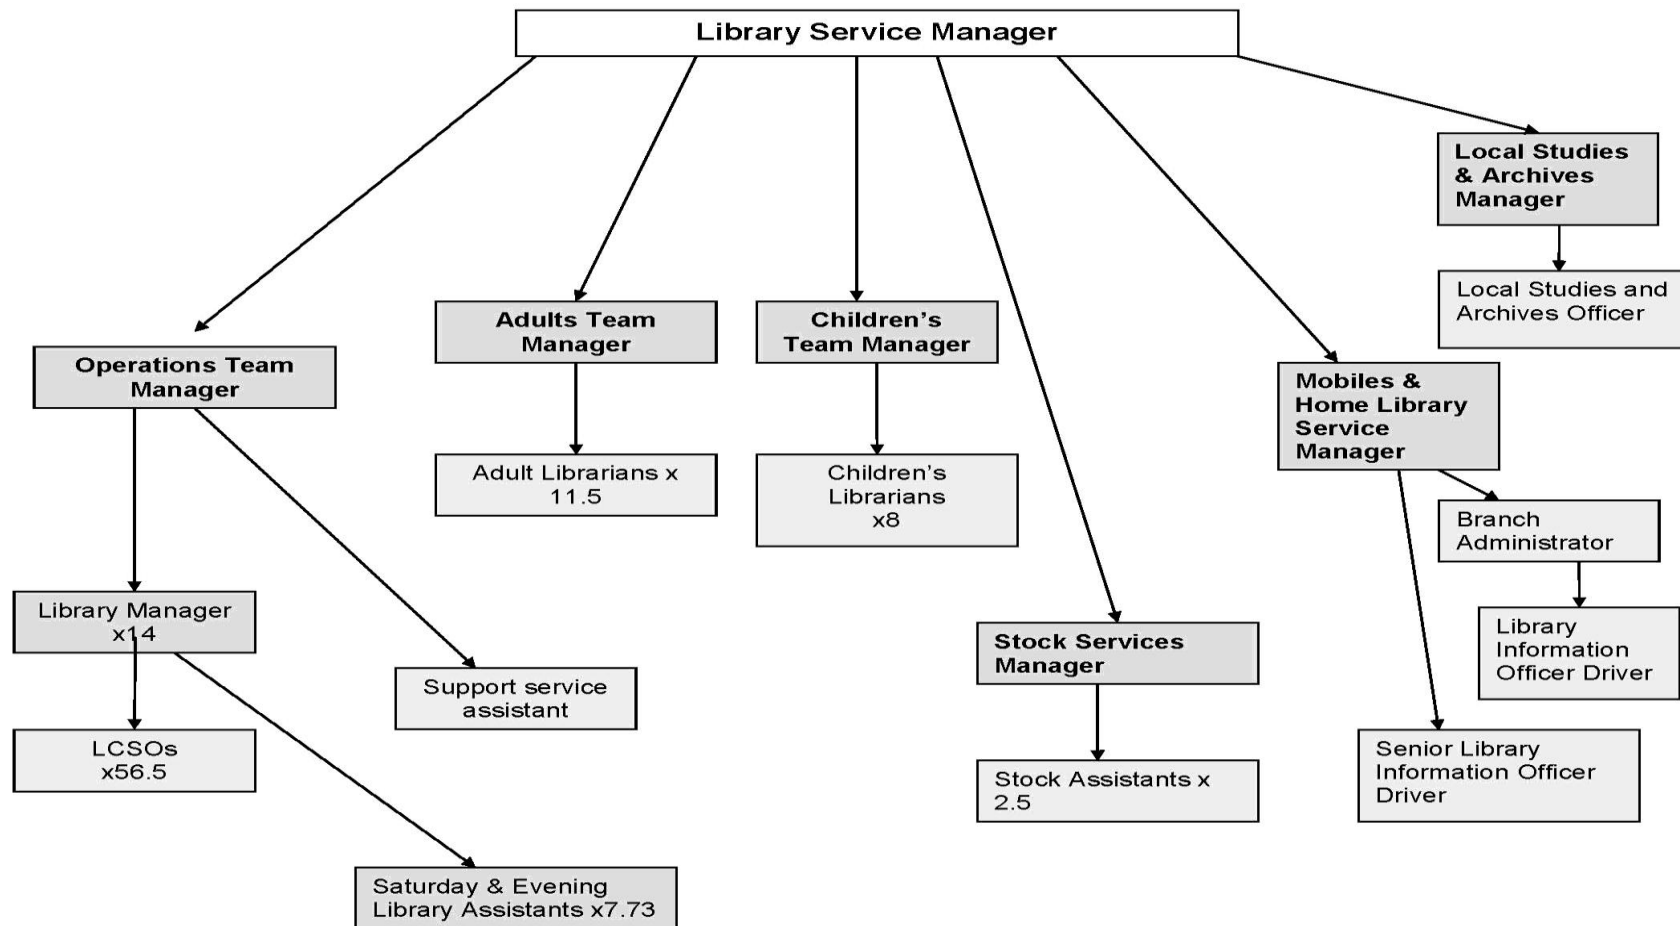 Library Service Manager
Local Studies
& Archives
Manager
Local Studies and
Archives Officer
Adults Team
Manager
Children’s
Team Manager
Operations Team
Manager
Mobiles &
Home Library
Service
Manager
Adult Librarians x
11.5
Children’s
Librarians
x8
Branch
Administrator
Library Manager
x14
Library
Information
Officer Driver
Stock Services
Manager
Support service
assistant
LCSOs
x56.5
Senior Library
Information Officer
Driver
Stock Assistants x
2.5
Saturday & Evening
Library Assistants x7.73